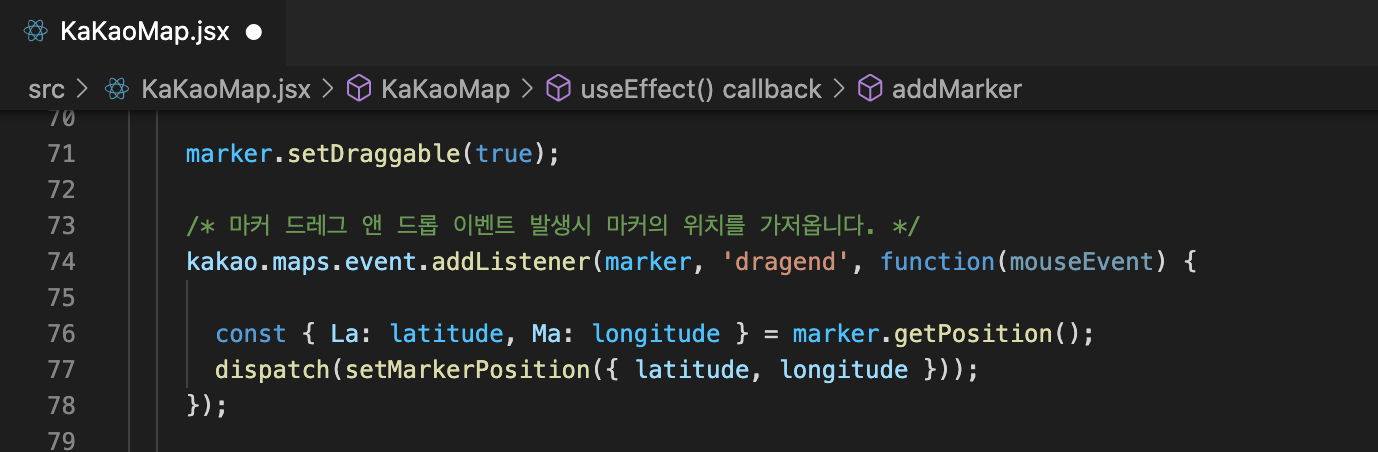 KaKaoMap.jsx
src > KaKaoMap.jsx > KaKaoMap > useEffect() callback > addMarker
70
71 marker.setDraggable(true);
72
73 /* 마커 드레그 앤 드롭 이벤트 발생시 마커의 위치를 가저옵니다. */
74 kakao.maps.event.addListener(marker, 'dragend', function(mouseEvent) {
75
76 const { La: latitude, Ma: longitude } = marker.getPosition();
77 dispatch(setMarkerPosition({ latitude, longitude }));
78 });
79